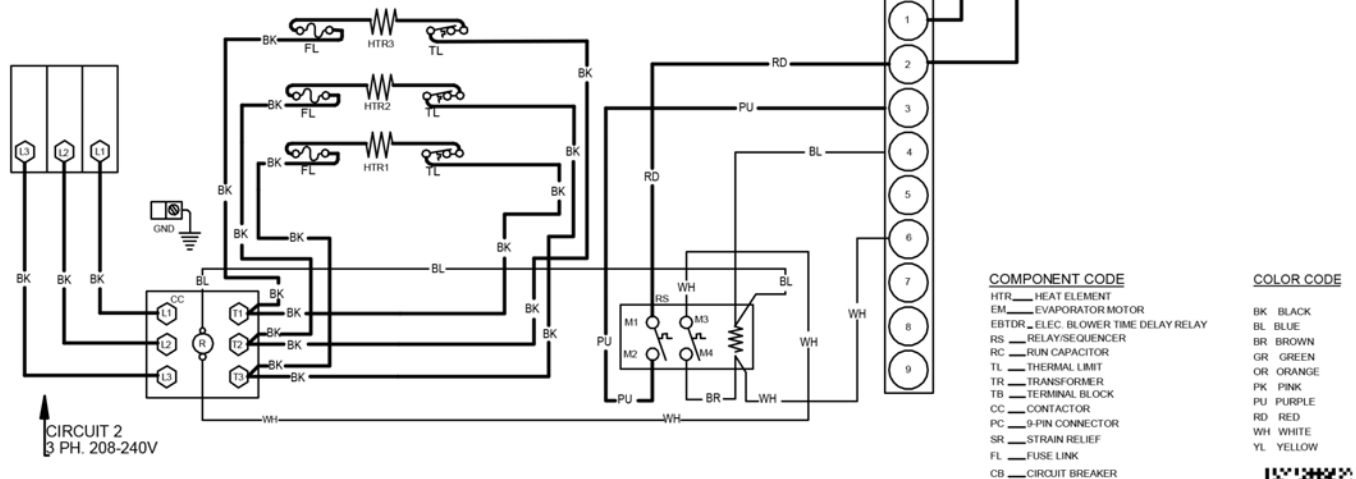 BK
FL
HTR3
TL
BK
BK
FL
HTR2
TL
BK
FL
HTR1
TL
BK
BK
BK
BK
BK
BK
BK
BK
L3
L2
L1
GND
BK
BK
BK
BL
BL
BL
CC
L1
L2
L3
R
T1
T2
T3
BK
BK
BK
BK
BK
BK
BK
BK
WH
WH
CIRCUIT 2
3 PH. 208-240V
RD
PU
BL
RD
WH
RS
M1
M3
M2
M4
PU
PU
BR
WH
WH
WH
1
2
3
4
5
6
7
8
9
COMPONENT CODE
HTR HEAT ELEMENT
EM EVAPORATOR MOTOR
EBTDR ELEC. BLOWER TIME DELAY RELAY
RS RELAY/SEQUENCER
RC RUN CAPACITOR
TL THERMAL LIMIT
TR TRANSFORMER
TB TERMINAL BLOCK
CC CONTACTOR
PC 9-PIN CONNECTOR
SR STRAIN RELIEF
FL FUSE LINK
CB CIRCUIT BREAKER
COLOR CODE
BK BLACK
BL BLUE
BR BROWN
GR GREEN
OR ORANGE
PK PINK
PU PURPLE
RD RED
WH WHITE
YL YELLOW